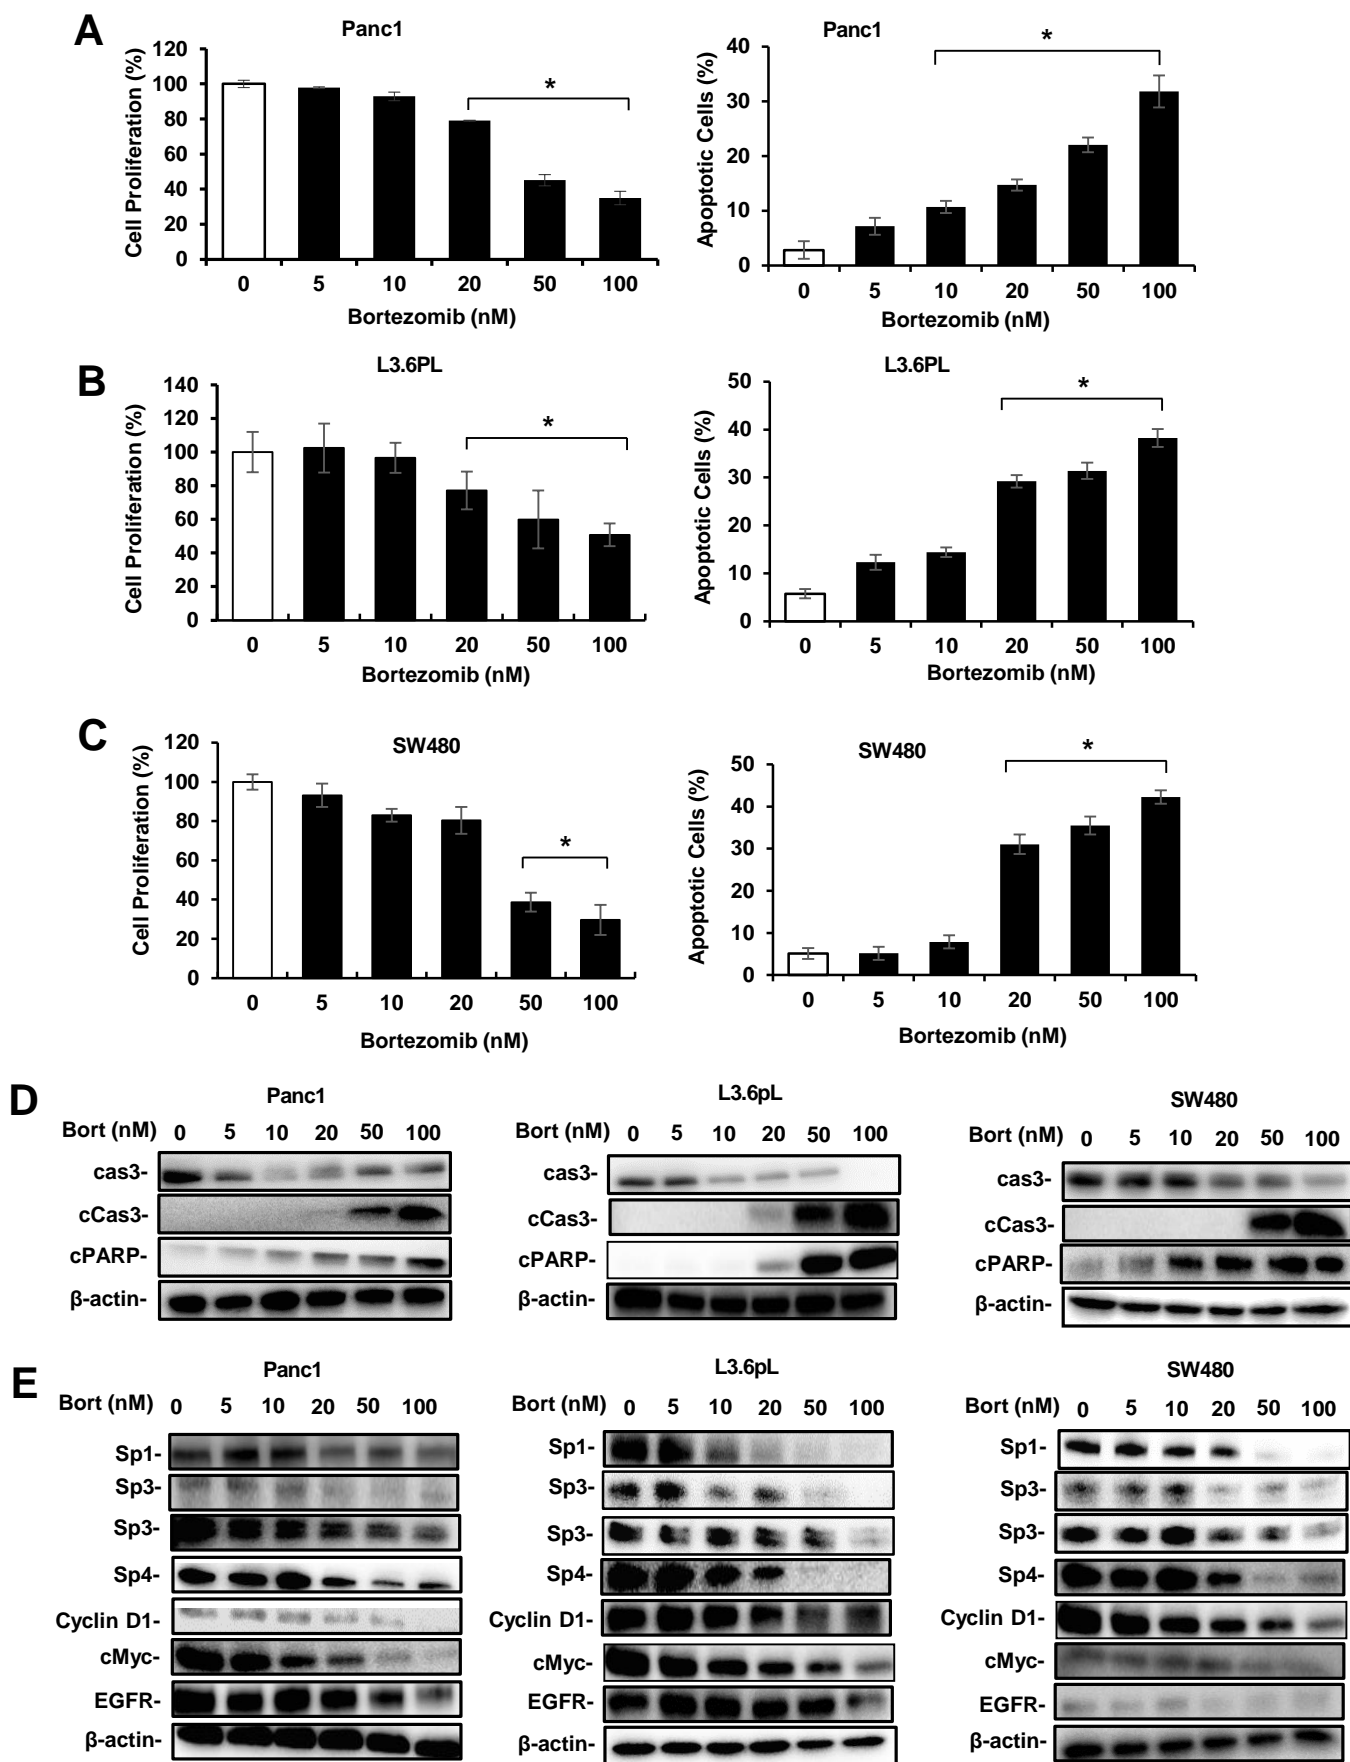 A
Panc1
Cell Proliferation (%)
120
100
80
60
40
20
0
*
0 5 10 20 50 100
Bortezomib (nM)
Panc1
Apoptotic Cells (%)
40
30
20
10
0
*
0 5 10 20 50 100
Bortezomib (nM)
B
L3.6PL
Cell Proliferation (%)
140
120
100
80
60
40
20
0
*
0 5 10 20 50 100
Bortezomib (nM)
L3.6PL
Apoptotic Cells (%)
50
40
30
20
10
0
*
0 5 10 20 50 100
Bortezomib (nM)
C
SW480
Cell Proliferation (%)
120
100
80
60
40
20
0
*
0 5 10 20 50 100
Bortezomib (nM)
SW480
Apoptotic Cells (%)
50
40
30
20
10
0
*
0 5 10 20 50 100
Bortezomib (nM)
D
Panc1
Bort (nM) 0 5 10 20 50 100
cas3-
cCas3-
cPARP-
β-actin-
L3.6pL
Bort (nM) 0 5 10 20 50 100
cas3-
cCas3-
cPARP-
β-actin-
SW480
Bort (nM) 0 5 10 20 50 100
cas3-
cCas3-
cPARP-
β-actin-
E
Panc1
Bort (nM) 0 5 10 20 50 100
Sp1-
Sp3-
Sp3-
Sp4-
Cyclin D1-
cMyc-
EGFR-
β-actin-
L3.6pL
Bort (nM) 0 5 10 20 50 100
Sp1-
Sp3-
Sp3-
Sp4-
Cyclin D1-
cMyc-
EGFR-
β-actin-
SW480
Bort (nM) 0 5 10 20 50 100
Sp1-
Sp3-
Sp3-
Sp4-
Cyclin D1-
cMyc-
EGFR-
β-actin-